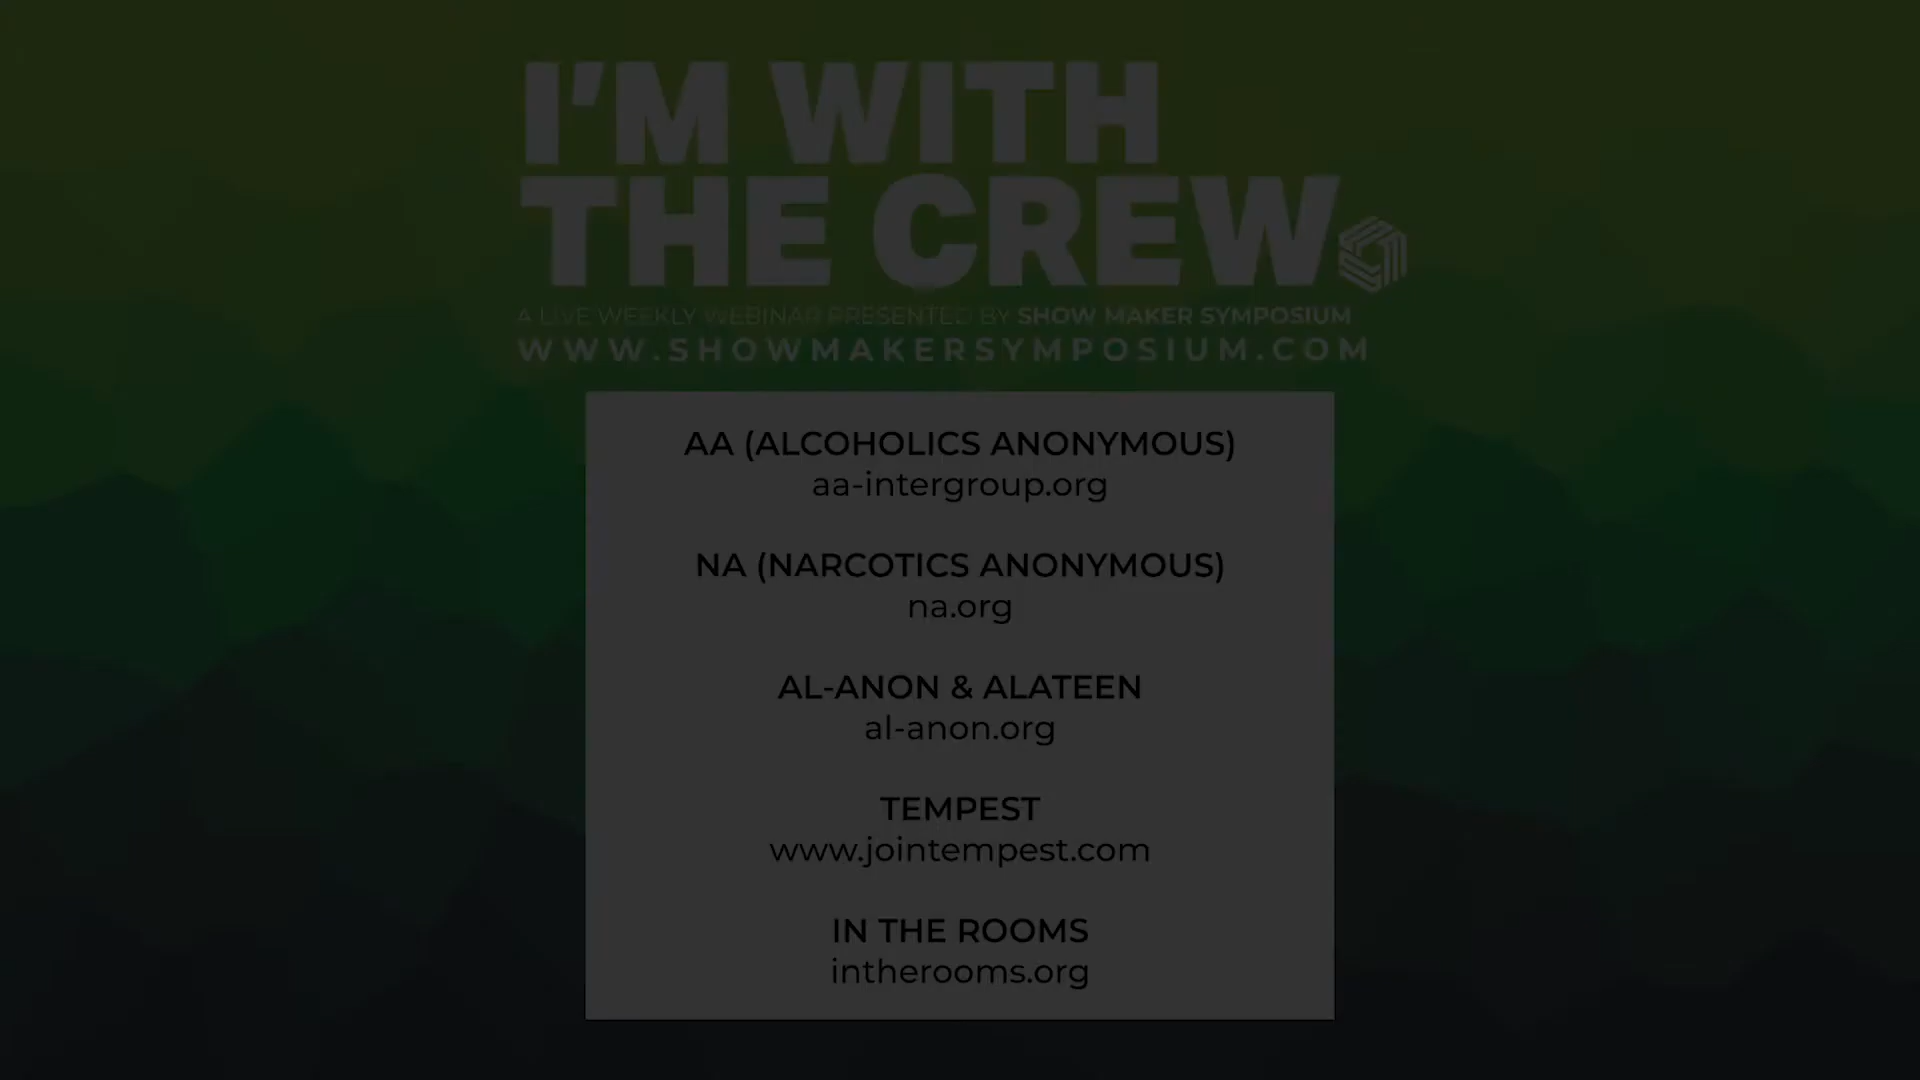 I'M WITH
THE CREW
A LIVE WEEKLY WEBINAR PRESENTED BY SHOW MAKER SYMPOSIUM
WWW.SHOWMAKERSYMPOSIUM.COM
AA (ALCOHOLICS ANONYMOUS)
aa-intergroup.org
NA (NARCOTICS ANONYMOUS)
na.org
AL-ANON & ALATEEN
al-anon.org
TEMPEST
www.jointempest.com
IN THE ROOMS
intherooms.org